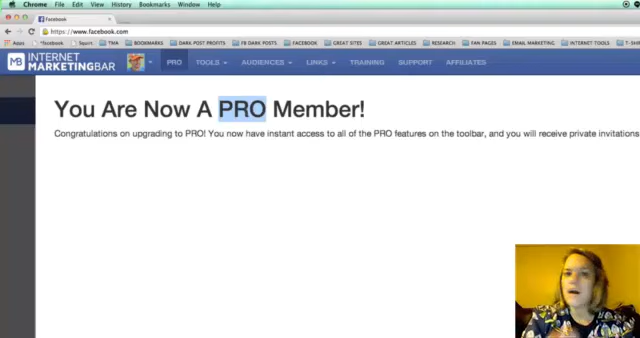 Chrome File Edit View History Bookmarks Window Help
Facebook
https://www.facebook.com
Apps *facebook Squirt. TMA BOOKMARKS DARK POST PROFITS FB DARK POSTS FACEBOOK GREAT SITES GREAT ARTICLES RESEARCH FAN PAGES EMAIL MARKETING INTERNET TOOLS T-SHIR
MB INTERNET MARKETINGBAR PRO TOOLS AUDIENCES LINKS TRAINING SUPPORT AFFILIATES
You Are Now A PRO Member!
Congratulations on upgrading to PRO! You now have instant access to all of the PRO features on the toolbar, and you will receive private invitations